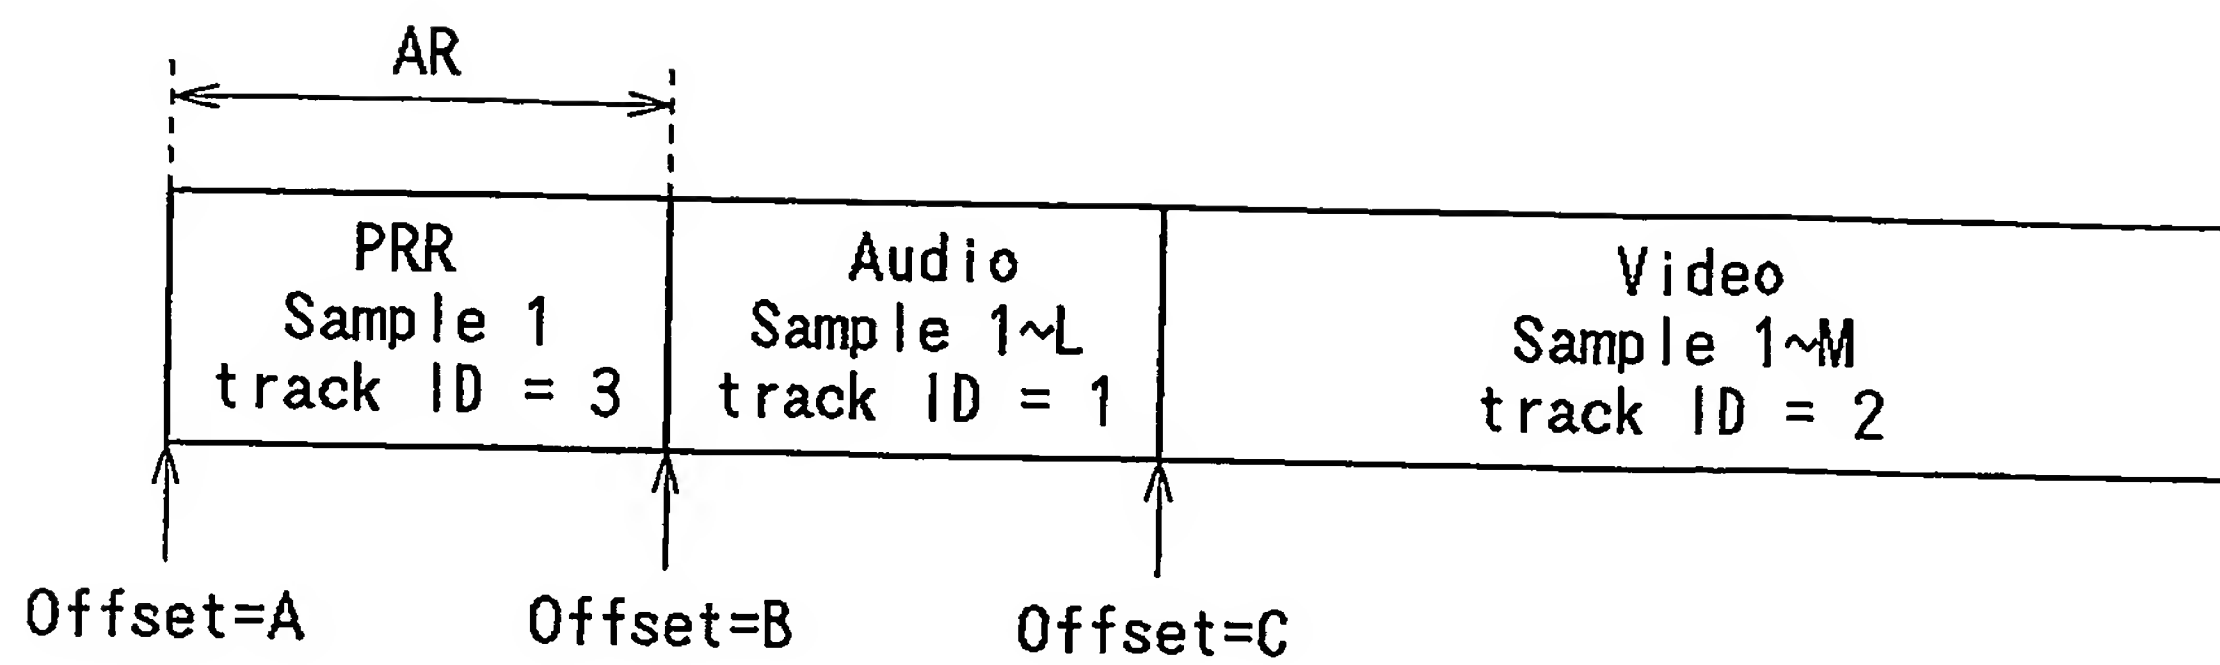 AR
PRR
Sample 1
track ID = 3
Audio
Sample 1~L
track ID = 1
Video
Sample 1~M
track ID = 2
Offset=A
Offset=B
Offset=C